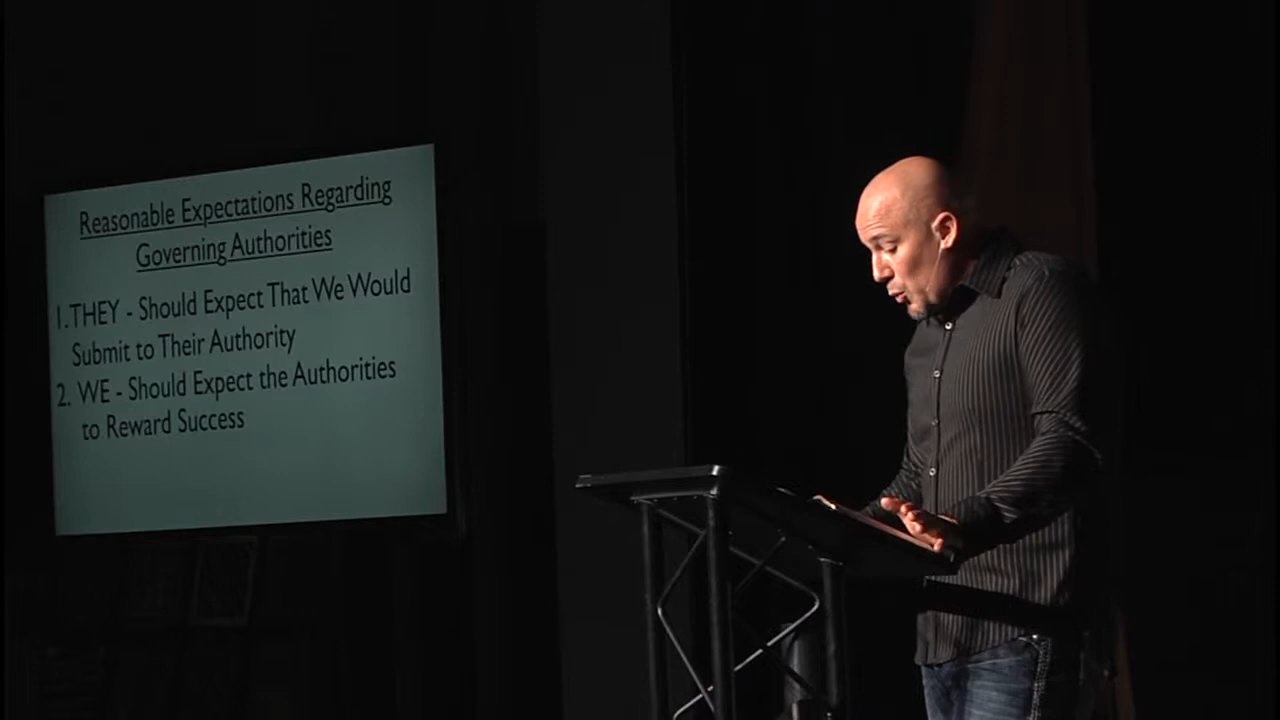 Reasonable Expectations Regarding
Governing Authorities
1. THEY - Should Expect That We Would
Submit to Their Authority
2. WE - Should Expect the Authorities
to Reward Success